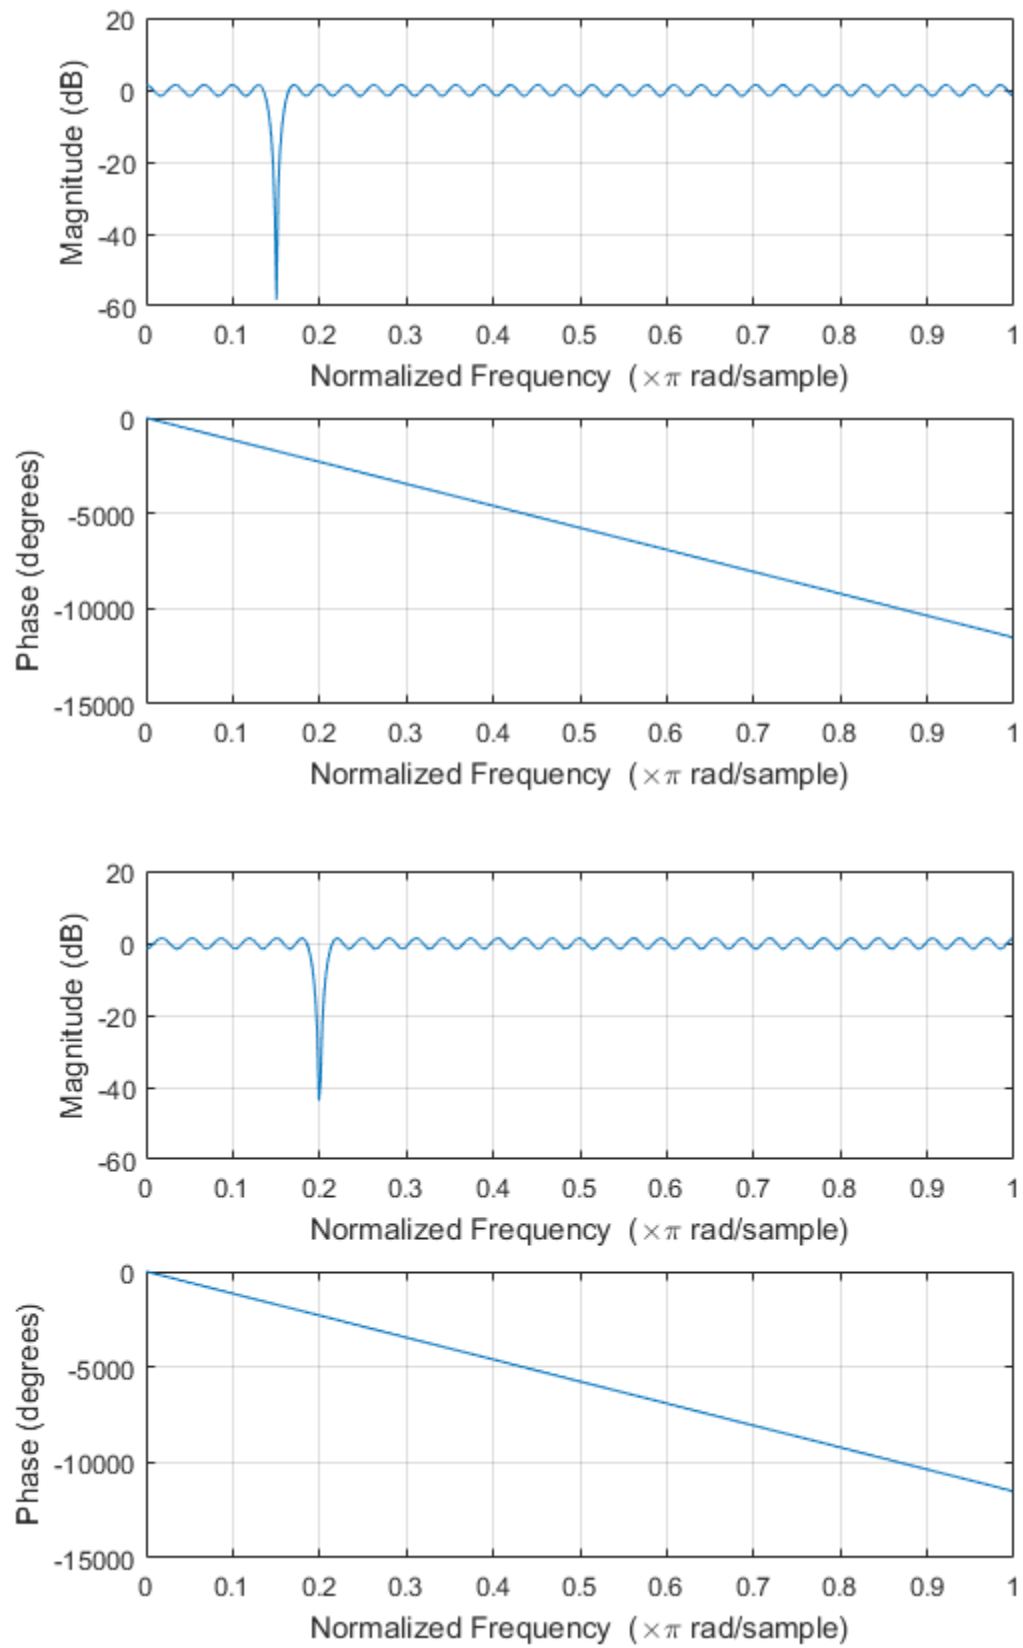 20
0
-20
-40
-60
Magnitude (dB)
0 0.1 0.2 0.3 0.4 0.5 0.6 0.7 0.8 0.9 1
Normalized Frequency (×π rad/sample)
0
-5000
-10000
-15000
Phase (degrees)
0 0.1 0.2 0.3 0.4 0.5 0.6 0.7 0.8 0.9 1
Normalized Frequency (×π rad/sample)
20
0
-20
-40
-60
Magnitude (dB)
0 0.1 0.2 0.3 0.4 0.5 0.6 0.7 0.8 0.9 1
Normalized Frequency (×π rad/sample)
0
-5000
-10000
-15000
Phase (degrees)
0 0.1 0.2 0.3 0.4 0.5 0.6 0.7 0.8 0.9 1
Normalized Frequency (×π rad/sample)